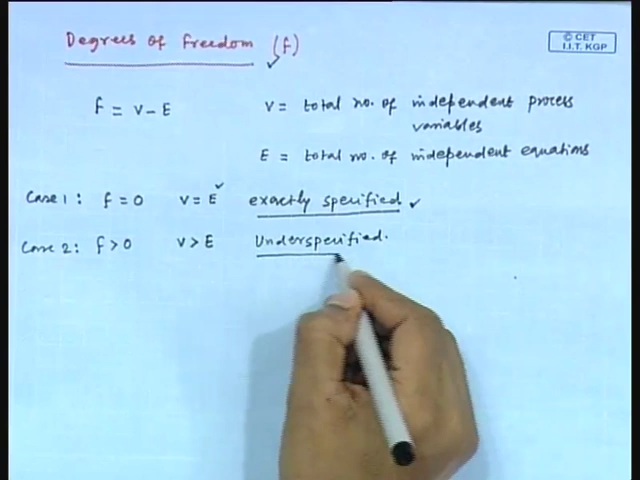 Degrees of freedom (f)
© CET
I.I.T. KGP
f = V - E
V = total no. of independent process
variables
E = total no. of independent equations
Case 1: f = 0 V = E exactly specified
Case 2: f > 0 V > E Underspecified.